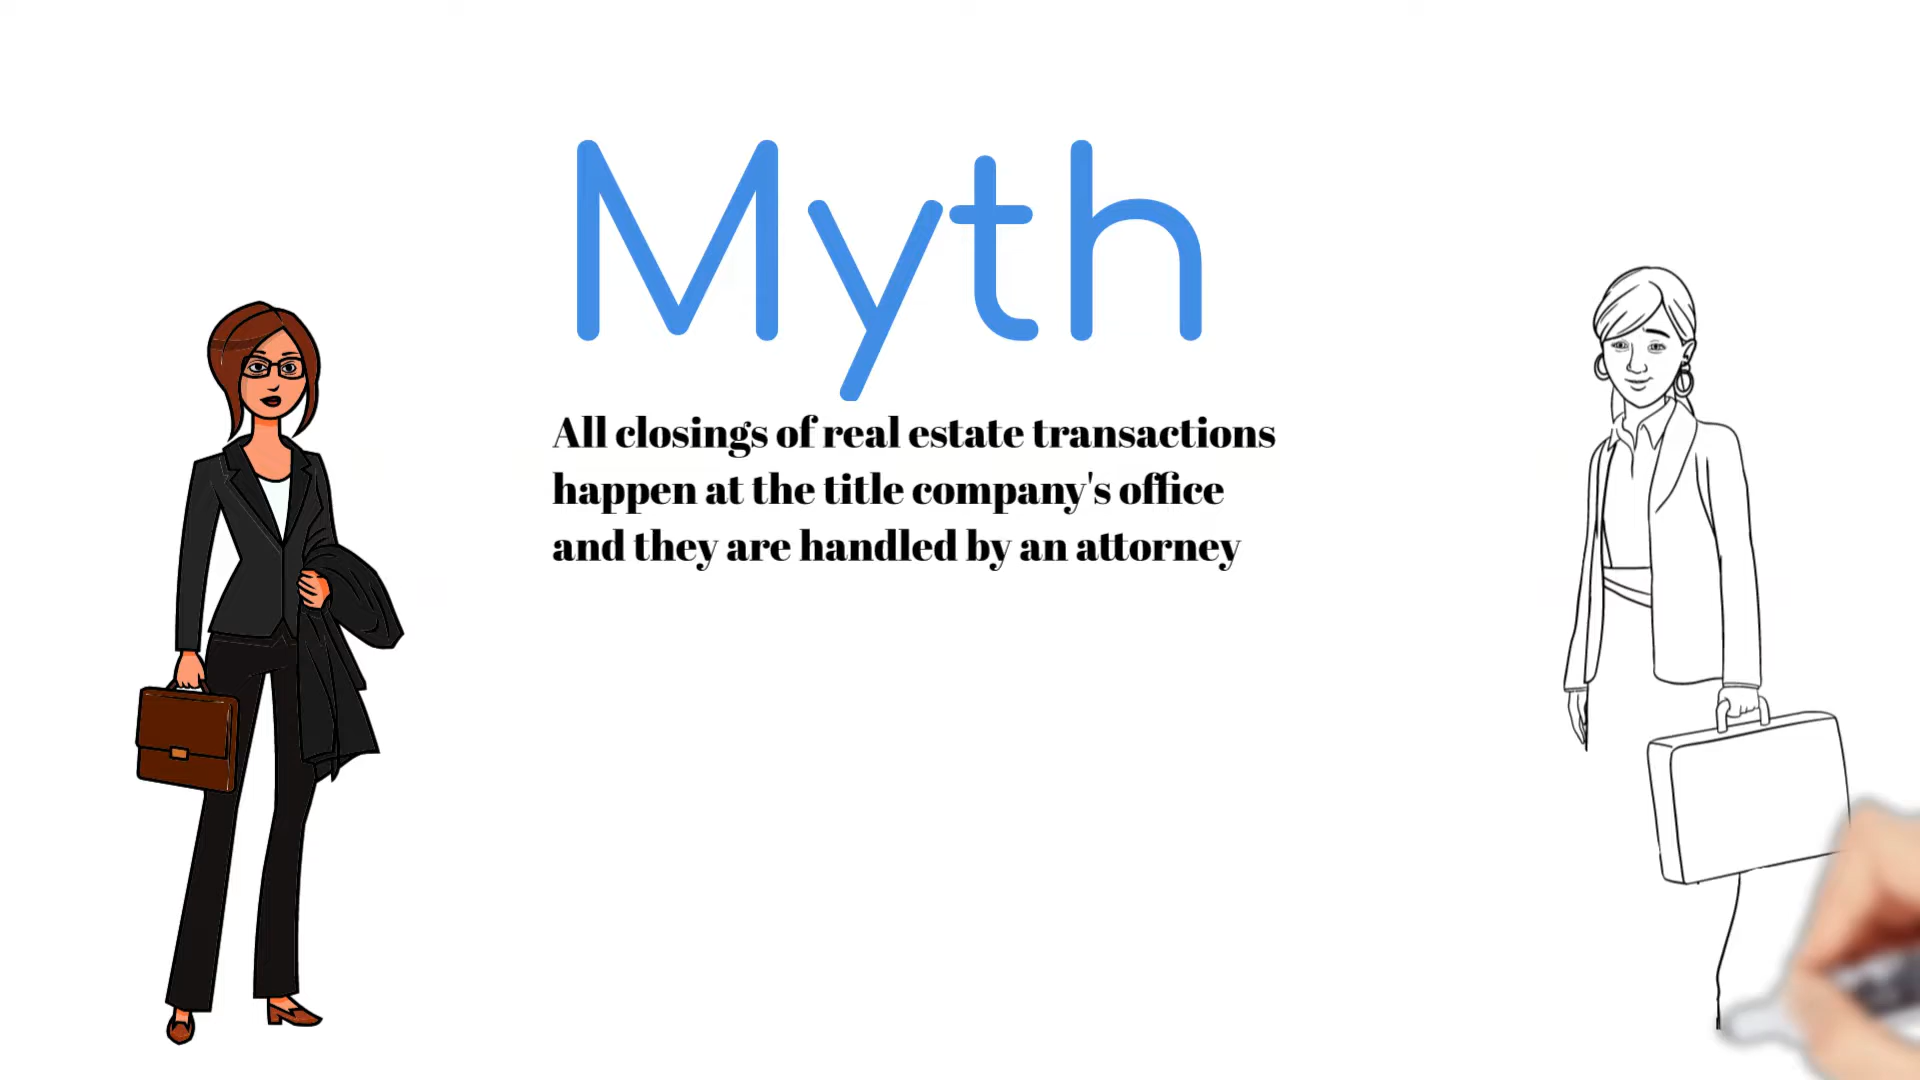 Myth
All closings of real estate transactions
happen at the title company's office
and they are handled by an attorney